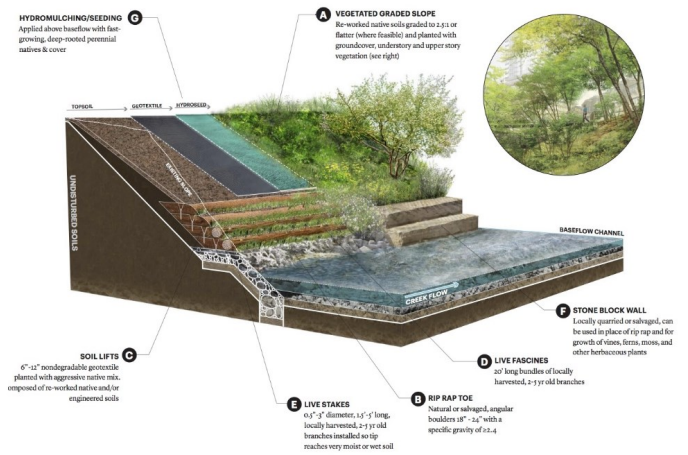 G
HYDROMULCHING/SEEDING
Applied above baseflow with fast-
growing, deep-rooted perennial
natives & cover
A
VEGETATED GRADED SLOPE
Re-worked native soils graded to 2.5:1 or
flatter (where feasible) and planted with
groundcover, understory and upper story
vegetation (see right)
TOPSOIL
GEOTEXTILE
HYDROSEED
EXISTING SLOPE
UNDISTURBED SOILS
BASEFLOW CHANNEL
CREEK FLOW
F
STONE BLOCK WALL
Locally quarried or salvaged, can
be used in place of rip rap and for
growth of vines, ferns, moss, and
other herbaceous plants
C
SOIL LIFTS
6"-12" nondegradable geotextile
planted with aggressive native mix.
omposed of re-worked native and/or
engineered soils
D
LIVE FASCINES
20' long bundles of locally
harvested, 2-5 yr old branches
E
LIVE STAKES
0.5"-3" diameter, 1.5'-5' long,
locally harvested, 2-5 yr old
branches installed so tip
reaches very moist or wet soil
B
RIP RAP TOE
Natural or salvaged, angular
boulders 18" - 24" with a
specific gravity of ≥2.4